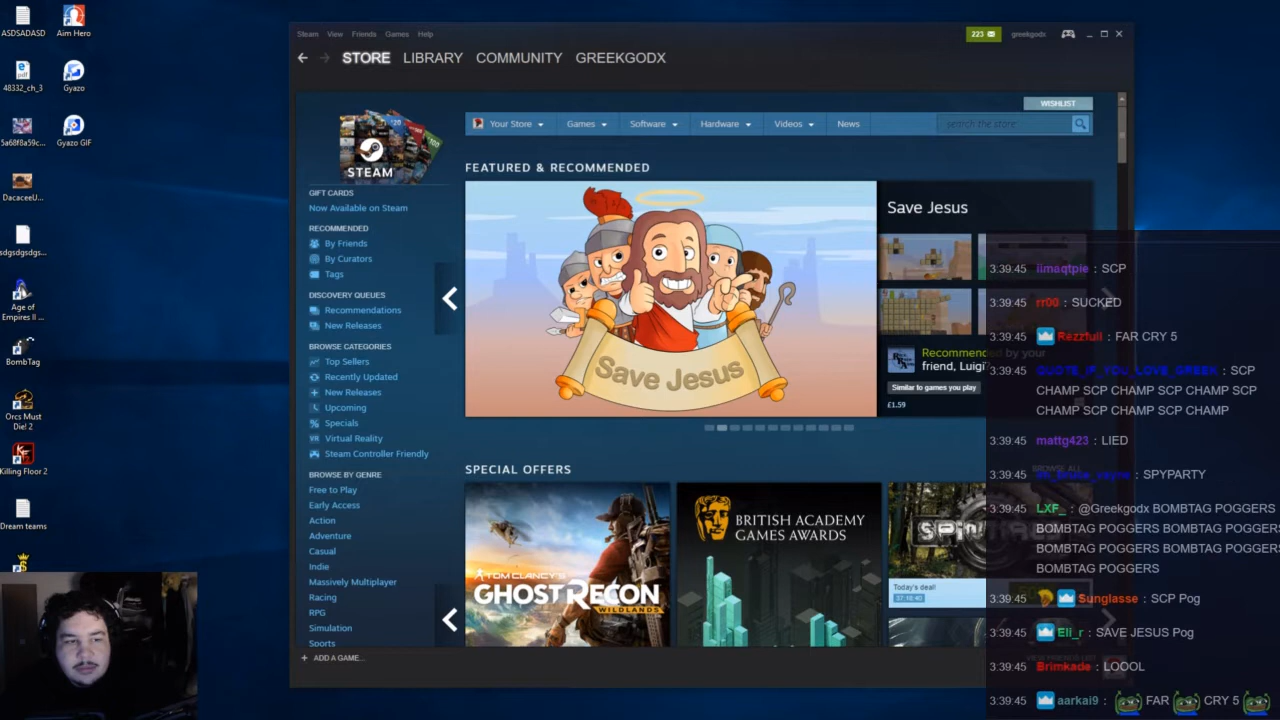 ASDSADASD
Aim Hero
48332_ch_3
Gyazo
5a68f8a59c...
Gyazo GIF
DacaceeU...
sdgsdgsdgs...
Age of
Empires II ...
BombTag
Orcs Must
Die! 2
Killing Floor 2
Dream teams
Steam View Friends Games Help
223
greekgodx
STORE LIBRARY COMMUNITY GREEKGODX
WISHLIST
STEAM
Your Store Games Software Hardware Videos News
search the store
GIFT CARDS
Now Available on Steam
RECOMMENDED
By Friends
By Curators
Tags
DISCOVERY QUEUES
Recommendations
New Releases
BROWSE CATEGORIES
Top Sellers
Recently Updated
New Releases
Upcoming
Specials
VR Virtual Reality
Steam Controller Friendly
BROWSE BY GENRE
Free to Play
Early Access
Action
Adventure
Casual
Indie
Massively Multiplayer
Racing
RPG
Simulation
Sports
+ ADD A GAME...
FEATURED & RECOMMENDED
Save Jesus
Save Jesus
Recommended by your
friend, Luigi
Similar to games you play
£1.59
SPECIAL OFFERS
BROWSE ALL
TOM CLANCY'S
GHOST RECON
WILDLANDS
BRITISH ACADEMY
GAMES AWARDS
Today's deal!
VIEW FRIENDS LIST
3:39:45 iimaqtpie : SCP
3:39:45 rr00 : SUCKED
3:39:45 Rezzfull : FAR CRY 5
3:39:45 QUOTE_IF_YOU_LOVE_GREEK : SCP
CHAMP SCP CHAMP SCP CHAMP SCP
CHAMP SCP CHAMP SCP CHAMP
3:39:45 mattg423 : LIED
3:39:45 : SPYPARTY
3:39:45 LXF_ : @Greekgodx BOMBTAG POGGERS
BOMBTAG POGGERS BOMBTAG POGGERS
BOMBTAG POGGERS BOMBTAG POGGERS
BOMBTAG POGGERS
3:39:45 Sunglasse : SCP Pog
3:39:45 Eli_r : SAVE JESUS Pog
3:39:45 Brimkade : LOOOL
3:39:45 aarkai9 : FAR CRY 5